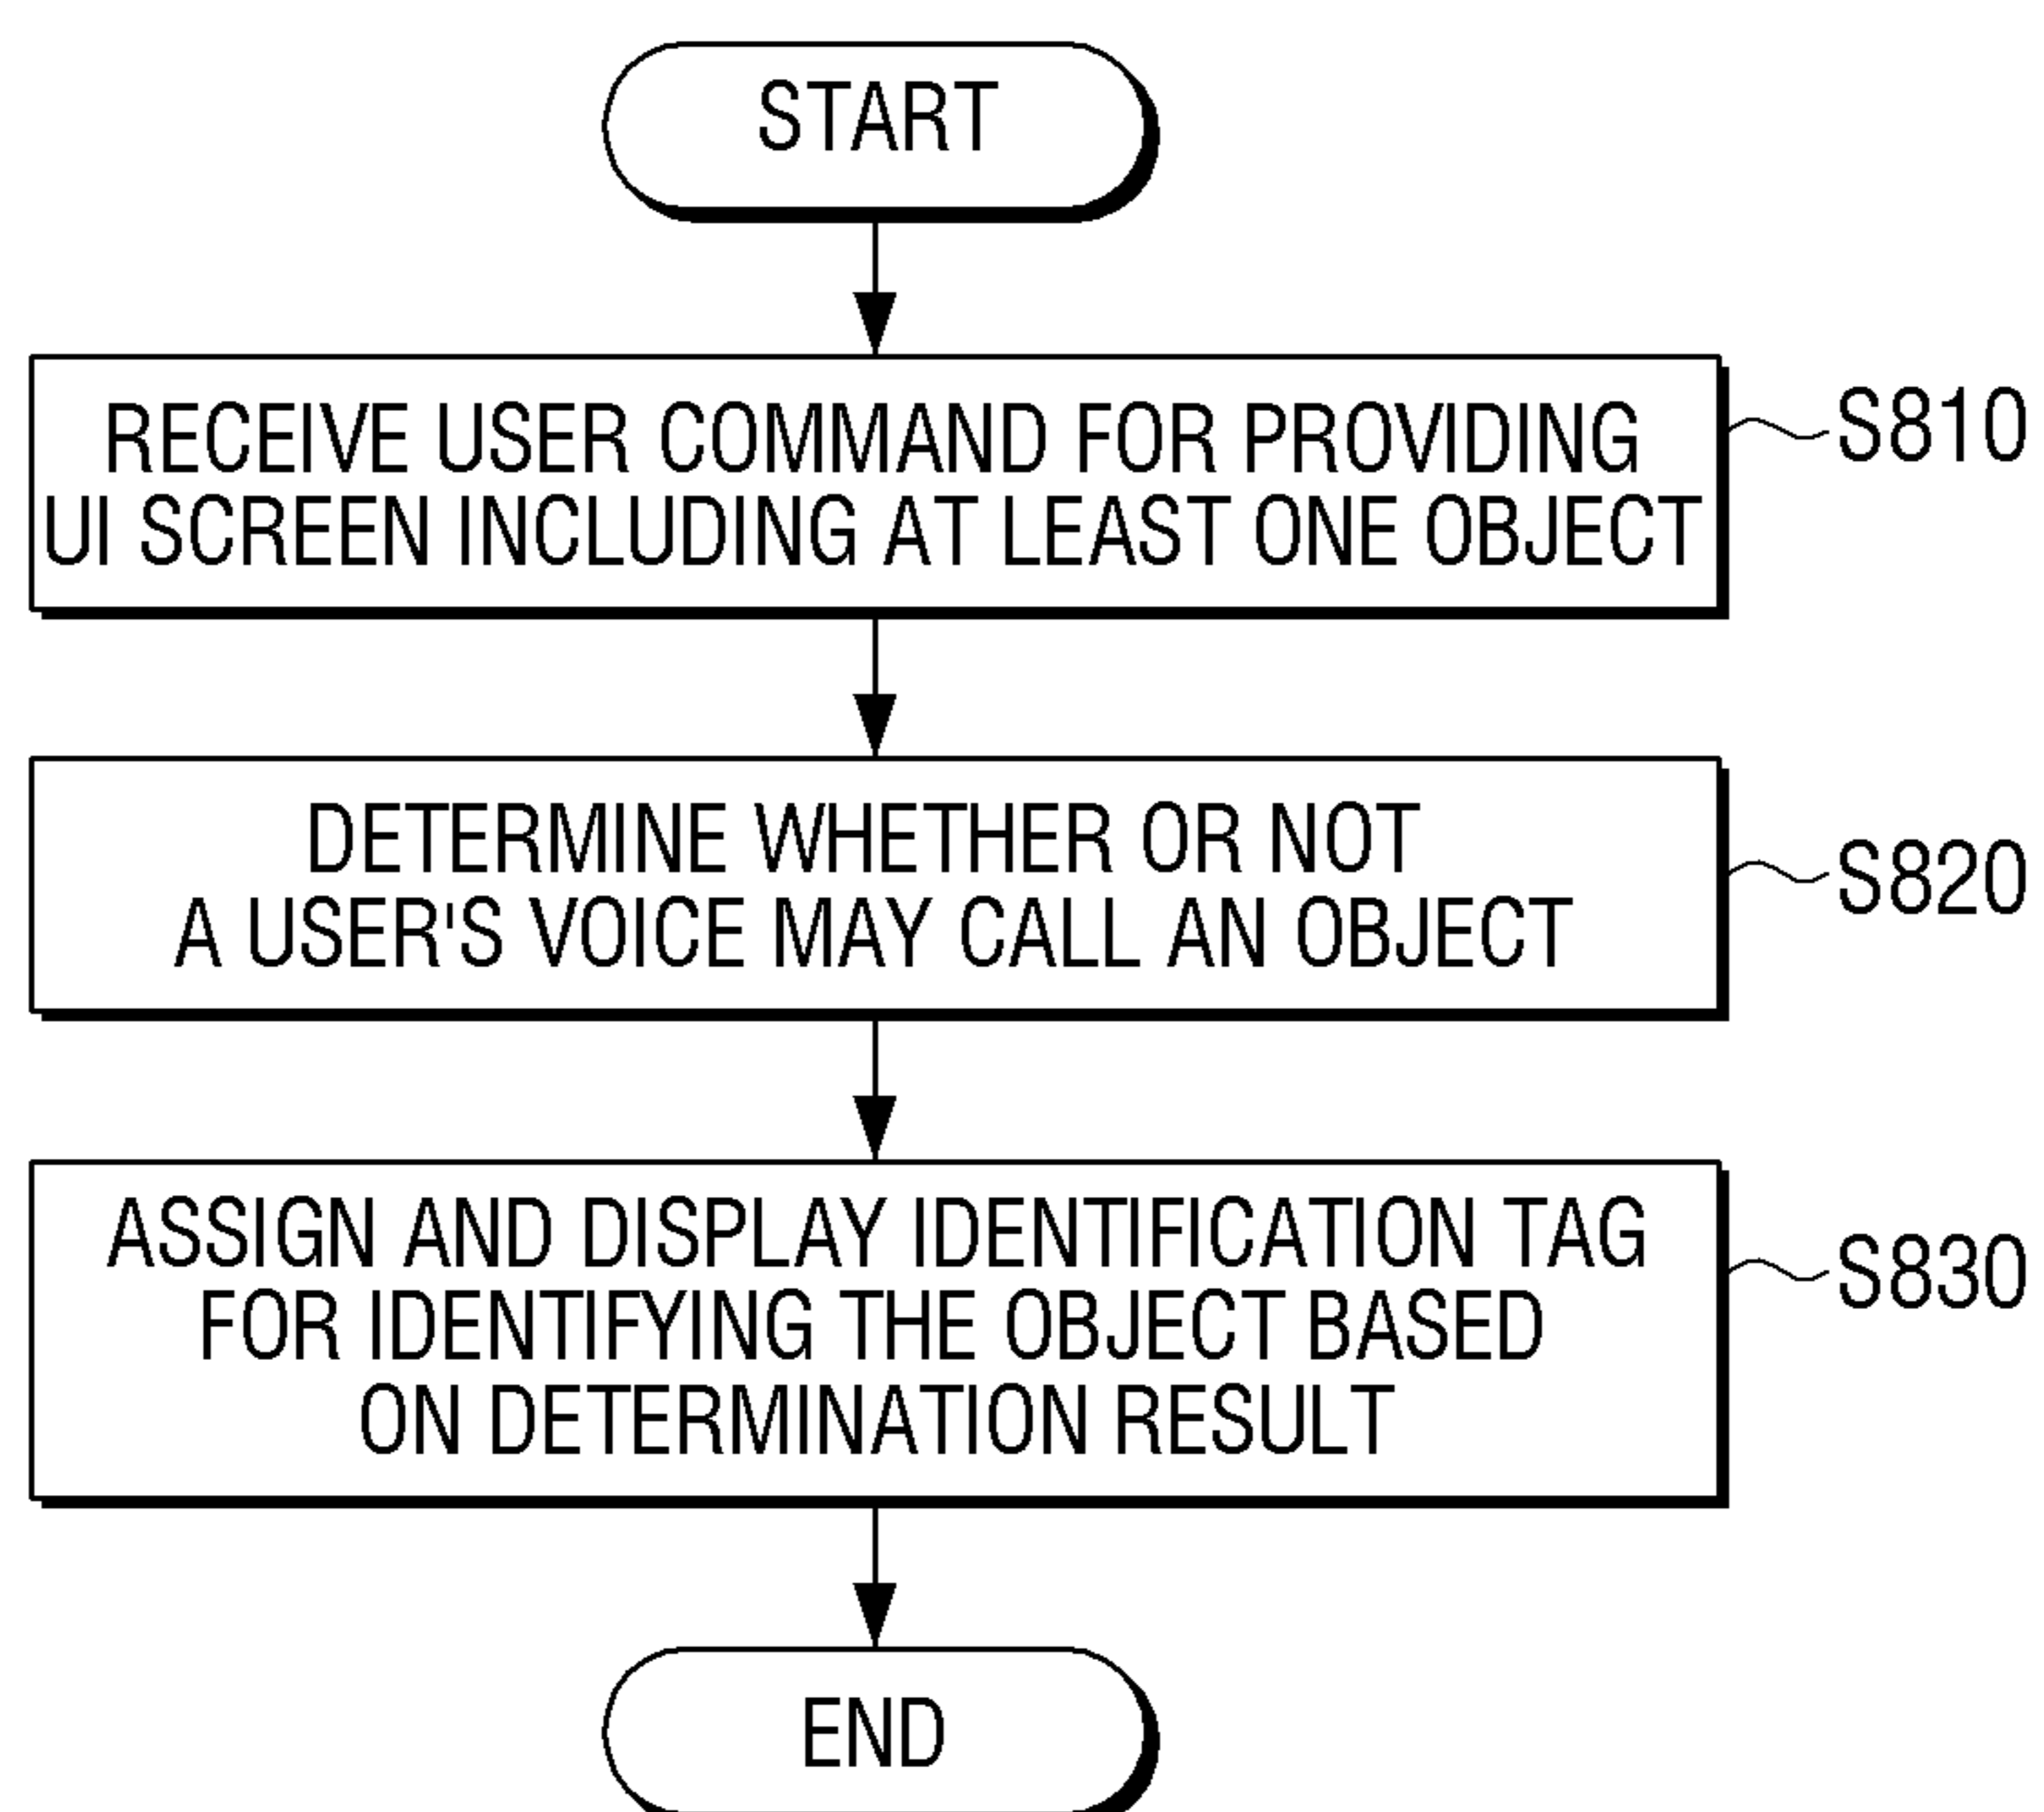 START
RECEIVE USER COMMAND FOR PROVIDING
UI SCREEN INCLUDING AT LEAST ONE OBJECT
S810
DETERMINE WHETHER OR NOT
A USER'S VOICE MAY CALL AN OBJECT
S820
ASSIGN AND DISPLAY IDENTIFICATION TAG
FOR IDENTIFYING THE OBJECT BASED
ON DETERMINATION RESULT
S830
END